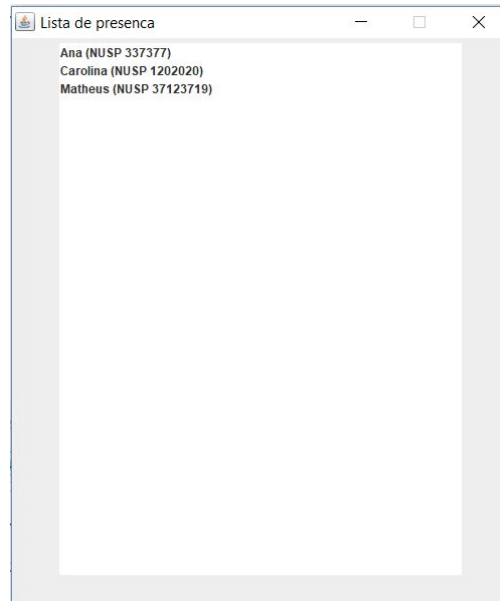 Lista de presenca
Ana (NUSP 337377)
Carolina (NUSP 1202020)
Matheus (NUSP 37123719)